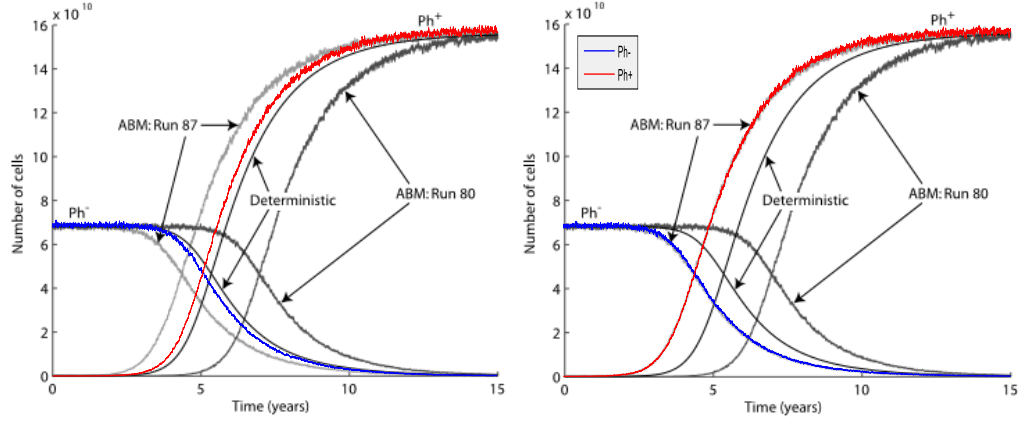 x 10 10
16
14
12
10
8
6
4
2
0
Number of cells
Ph+
ABM: Run 87
Deterministic
ABM: Run 80
Ph-
0
5
10
15
Time (years)
x 10 10
16
14
12
10
8
6
4
2
0
Number of cells
Ph-
Ph+
Ph+
ABM: Run 87
Deterministic
ABM: Run 80
Ph-
0
5
10
15
Time (years)